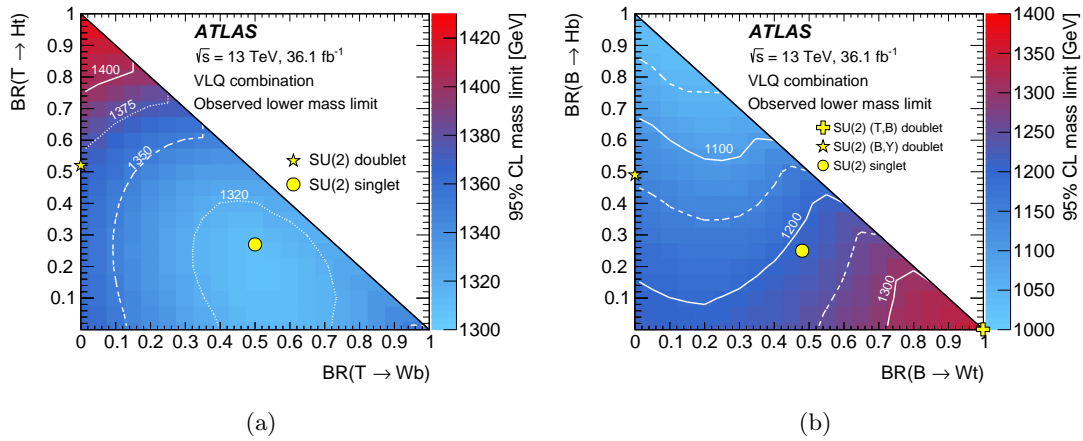 BR(T → Ht)
1
0.9
0.8
0.7
0.6
0.5
0.4
0.3
0.2
0.1
0 0.1 0.2 0.3 0.4 0.5 0.6 0.7 0.8 0.9 1
BR(T → Wb)
ATLAS
√s = 13 TeV, 36.1 fb⁻¹
VLQ combination
Observed lower mass limit
SU(2) doublet
SU(2) singlet
1400
1375
1350
1320
1420
1400
1380
1360
1340
1320
1300
95% CL mass limit [GeV]
(a)
BR(B → Hb)
1
0.9
0.8
0.7
0.6
0.5
0.4
0.3
0.2
0.1
0 0.1 0.2 0.3 0.4 0.5 0.6 0.7 0.8 0.9 1
BR(B → Wt)
ATLAS
√s = 13 TeV, 36.1 fb⁻¹
VLQ combination
Observed lower mass limit
SU(2) (T,B) doublet
SU(2) (B,Y) doublet
SU(2) singlet
1100
1200
1300
1400
1350
1300
1250
1200
1150
1100
1050
1000
95% CL mass limit [GeV]
(b)